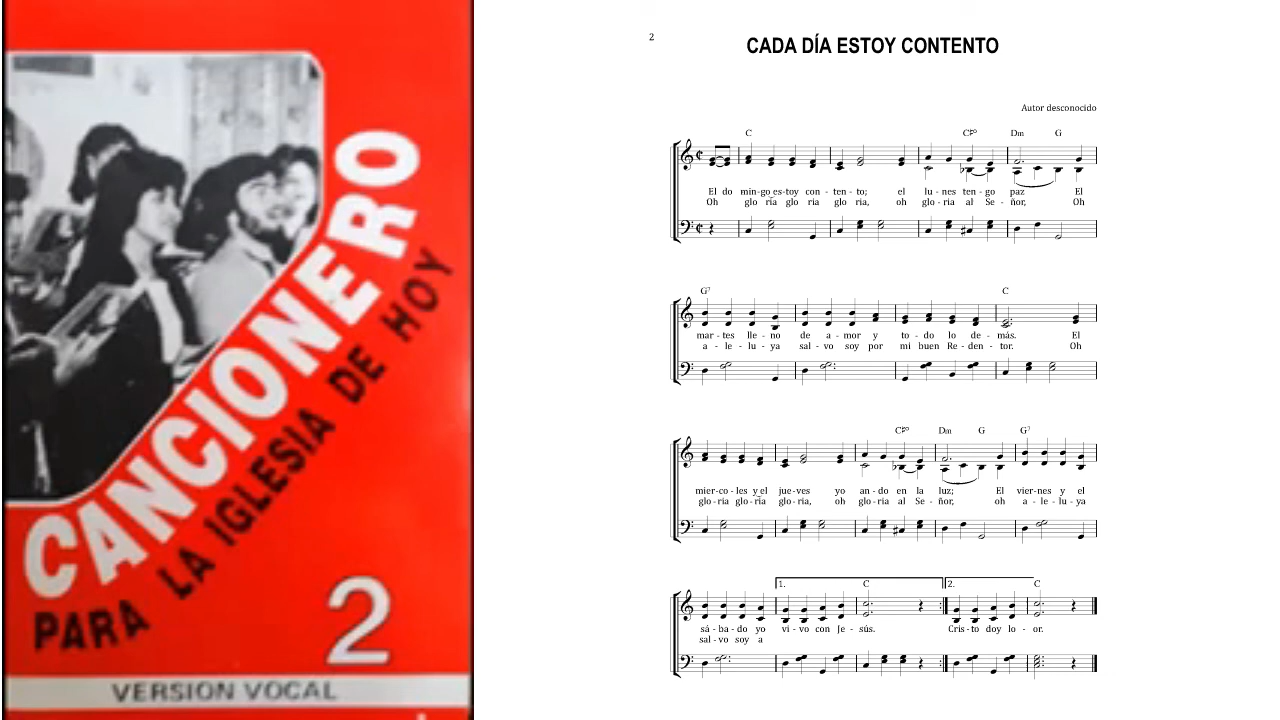 CANCIONERO
PARA LA IGLESIA DE HOY
2
VERSION VOCAL
2
CADA DÍA ESTOY CONTENTO
Autor desconocido
C C♯º Dm G
El do min-go es-toy con - ten - to; el lu - nes ten - go paz El
Oh glo ria glo ria glo ria, oh glo - ria al Se - ñor, Oh
G7 C
mar - tes lle - no de a - mor y to - do lo de - más. El
a - le - lu - ya sal - vo soy por mi buen Re - den - tor. Oh
C♯º Dm G G7
mier - co - les y el jue - ves yo an - do en la luz; El vier - nes y el
glo - ria glo - ria glo - ria, oh glo - ria al Se - ñor, oh a - le - lu - ya
1. C 2. C
sá - ba - do yo vi - vo con Je - sús. Cris - to doy lo - or.
sal - vo soy a